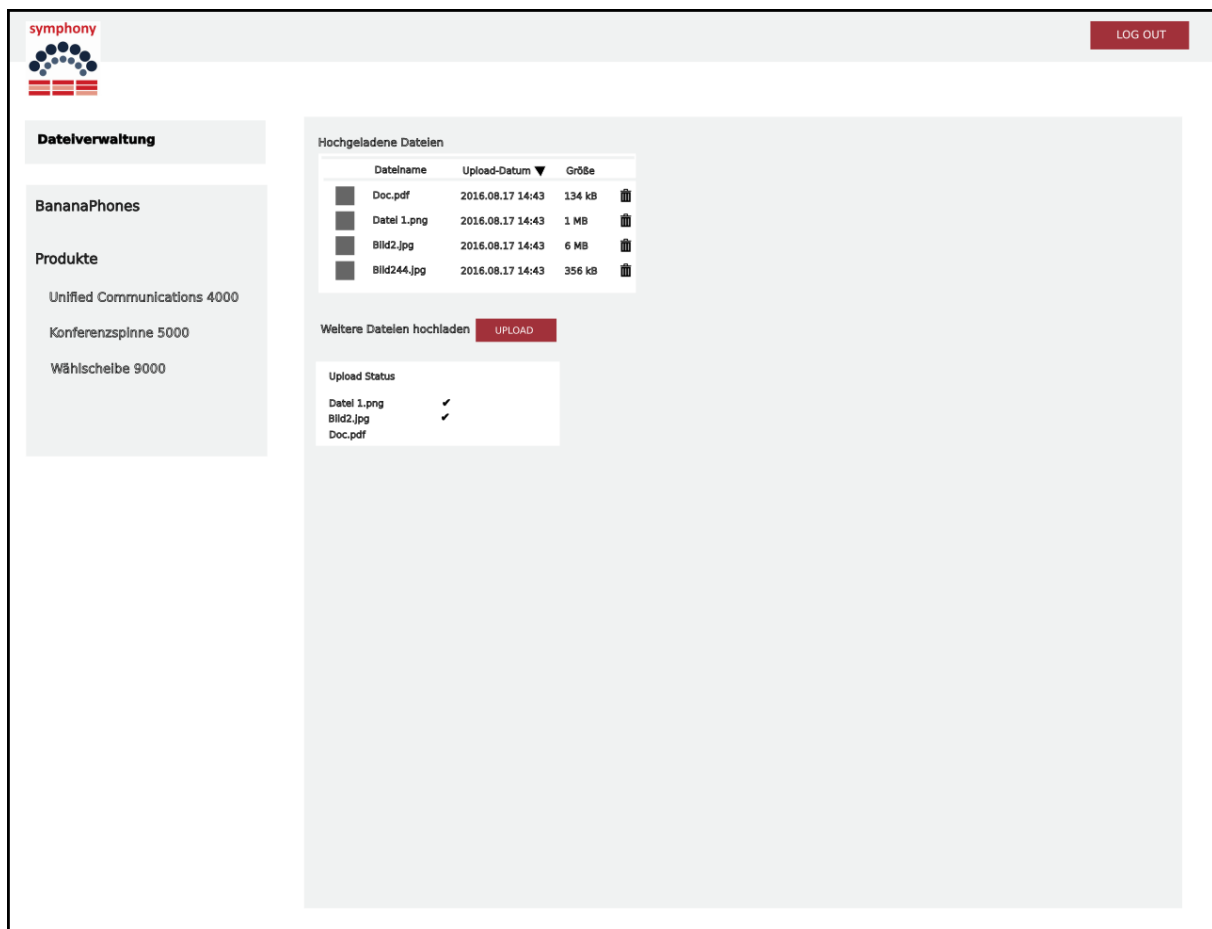 symphony
LOG OUT
Dateiverwaltung
BananaPhones
Produkte
Unified Communications 4000
Konferenzspinne 5000
Wählscheibe 9000
Hochgeladene Dateien
Dateiname Upload-Datum ▼ Größe
Doc.pdf 2016.08.17 14:43 134 kB
Datei 1.png 2016.08.17 14:43 1 MB
Bild2.jpg 2016.08.17 14:43 6 MB
Bild244.jpg 2016.08.17 14:43 356 kB
Weitere Dateien hochladen UPLOAD
Upload Status
Datei 1.png ✔
Bild2.jpg ✔
Doc.pdf